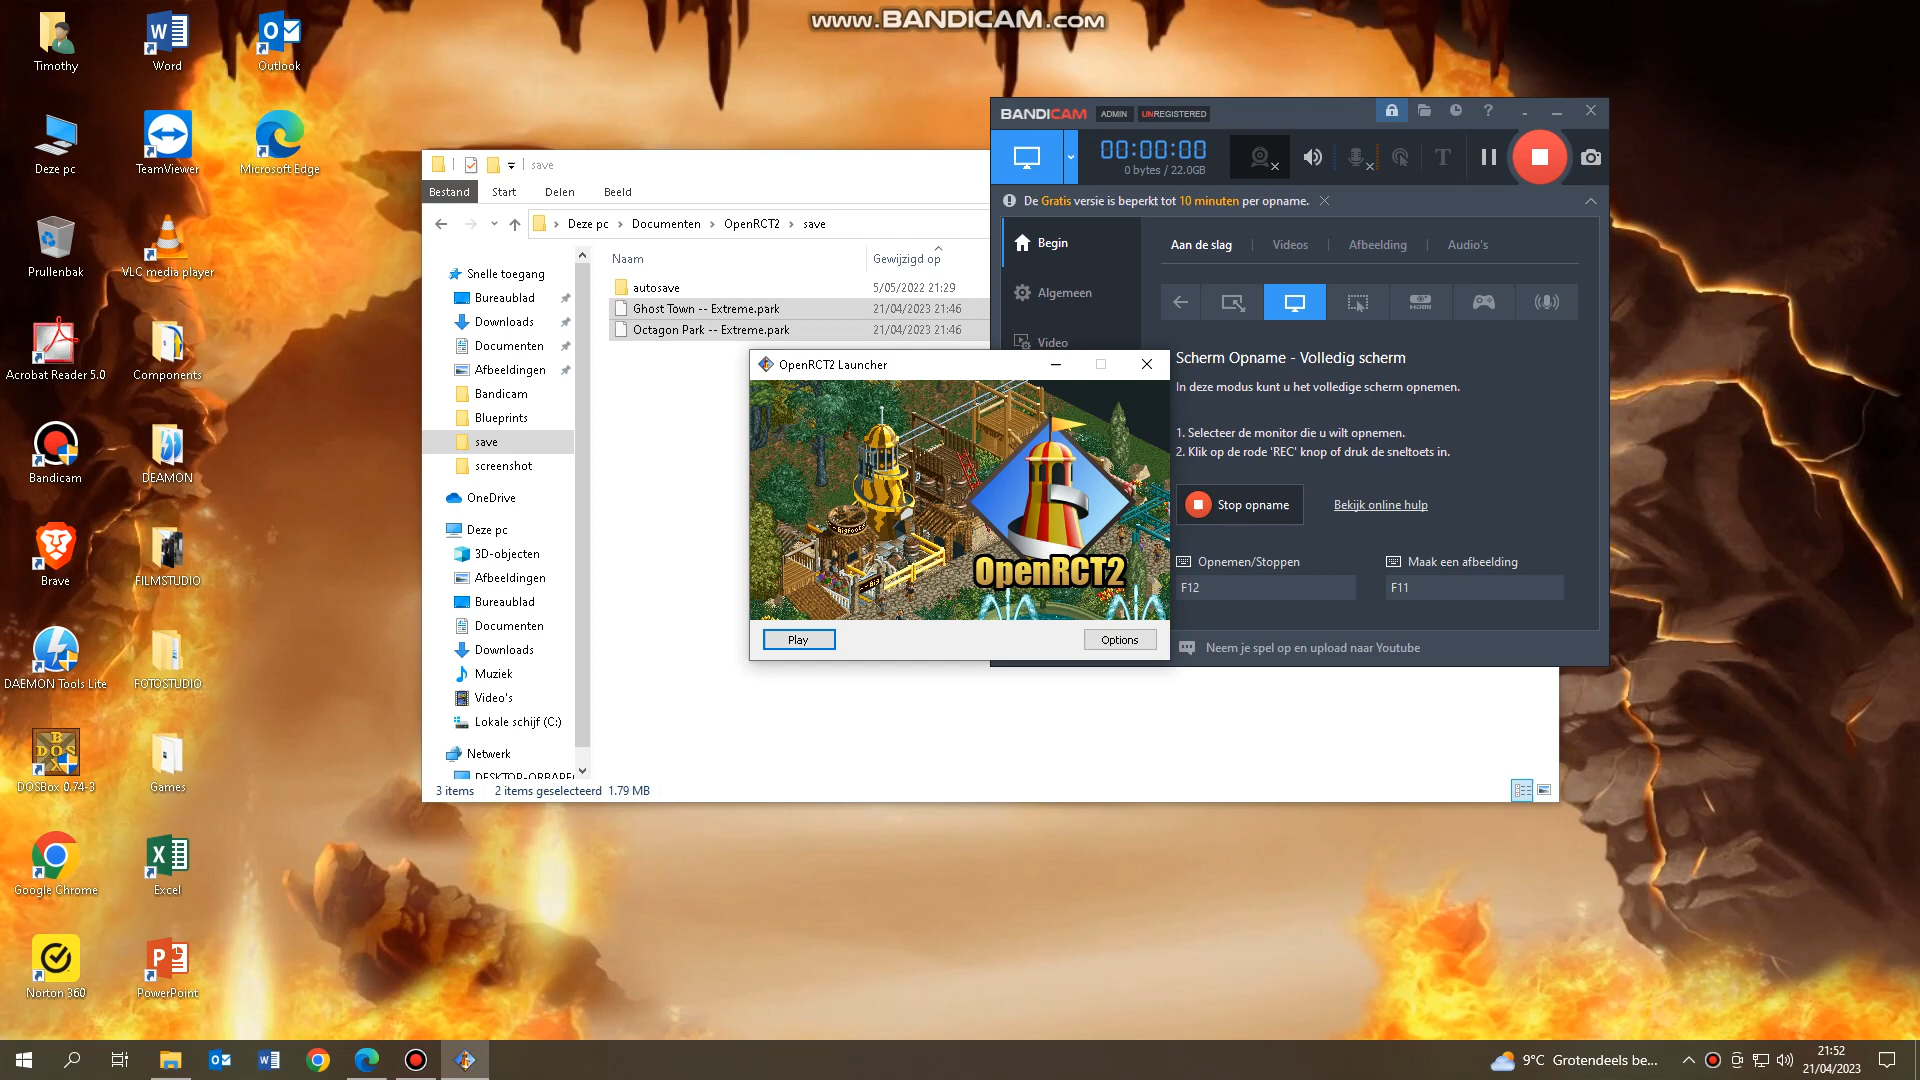 www.BANDICAM.com
Timothy
Word
Outlook
Deze pc
TeamViewer
Microsoft Edge
Prullenbak
VLC media player
Acrobat Reader 5.0
Components
Bandicam
DEAMON
Brave
FILMSTUDIO
DAEMON Tools Lite
FOTOSTUDIO
DOSBox 0.74-3
Games
Google Chrome
Excel
Norton 360
PowerPoint
save
Bestand
Start
Delen
Beeld
Deze pc
Documenten
OpenRCT2
save
Naam
Gewijzigd op
autosave
5/05/2022 21:29
Ghost Town -- Extreme.park
21/04/2023 21:46
Octagon Park -- Extreme.park
21/04/2023 21:46
Snelle toegang
Bureaublad
Downloads
Documenten
Afbeeldingen
Bandicam
Blueprints
save
screenshot
OneDrive
Deze pc
3D-objecten
Afbeeldingen
Bureaublad
Documenten
Downloads
Muziek
Video's
Lokale schijf (C:)
Netwerk
3 items
2 items geselecteerd 1.79 MB
OpenRCT2 Launcher
OpenRCT2
Play
Options
BANDICAM
ADMIN
UNREGISTERED
00:00:00
0 bytes / 22.0GB
De Gratis versie is beperkt tot 10 minuten per opname.
Begin
Algemeen
Video
Aan de slag
Videos
Afbeelding
Audio's
HDMI
Scherm Opname - Volledig scherm
In deze modus kunt u het volledige scherm opnemen.
1. Selecteer de monitor die u wilt opnemen.
2. Klik op de rode 'REC' knop of druk de sneltoets in.
Stop opname
Bekijk online hulp
Opnemen/Stoppen
Maak een afbeelding
F12
F11
Neem je spel op en upload naar Youtube
9°C Grotendeels be...
21:52
21/04/2023